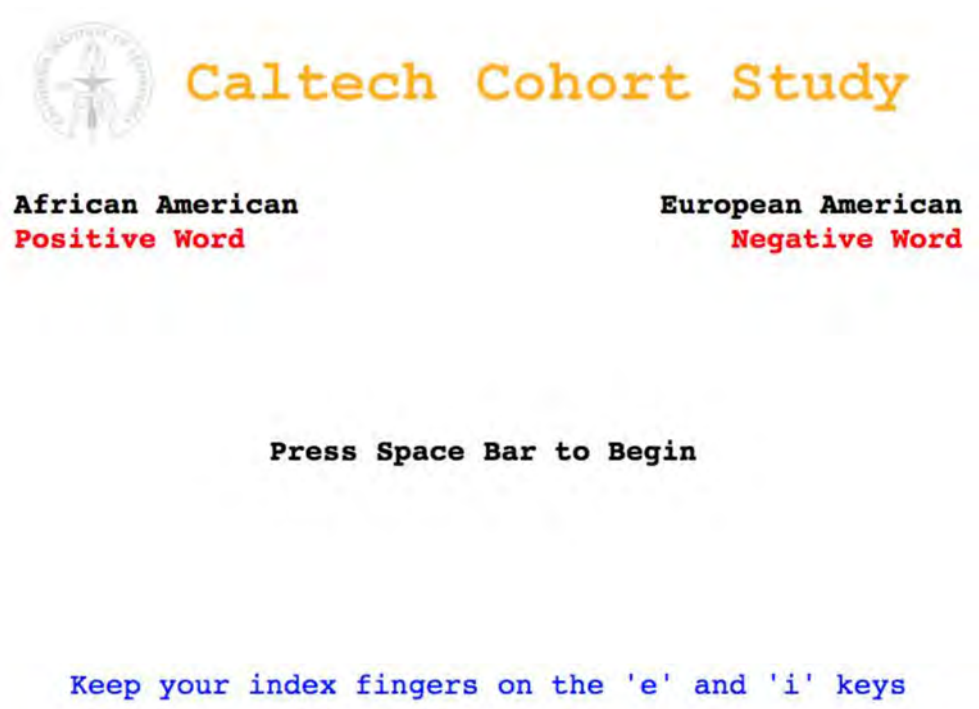 Caltech Cohort Study
African American European American
Positive Word Negative Word
Press Space Bar to Begin
Keep your index fingers on the 'e' and 'i' keys